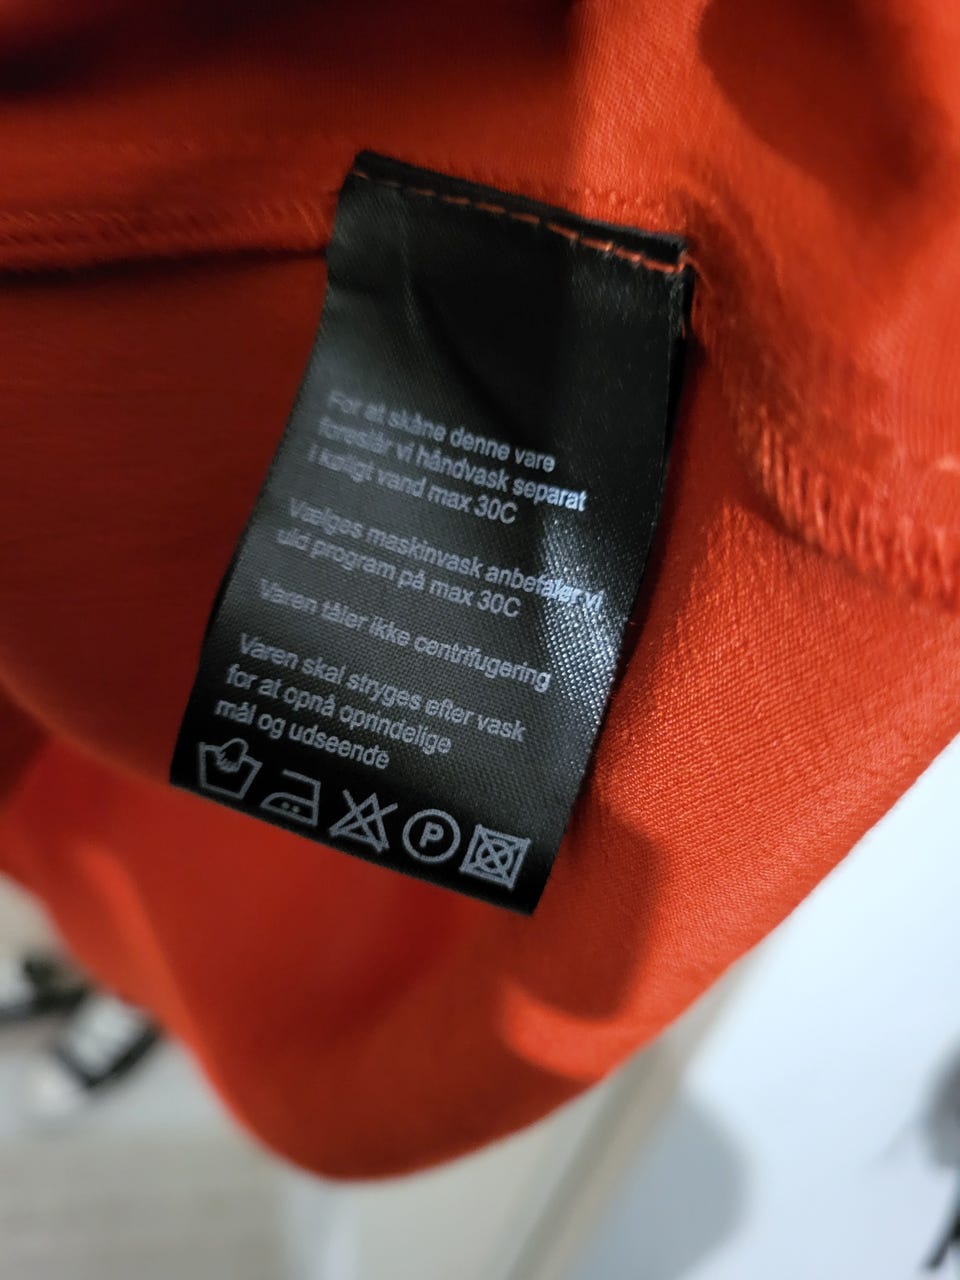 For at skåne denne vare
foreslår vi håndvask separat
i køligt vand max 30C
Vælges maskinvask anbefaler vi
uld program på max 30C
Varen tåler ikke centrifugering
Varen skal stryges efter vask
for at opnå oprindelige
mål og udseende
P